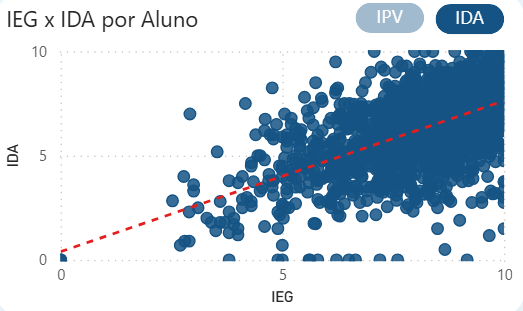 IEG x IDA por Aluno
IPV
IDA
10
IDA
5
0
0
5
10
IEG